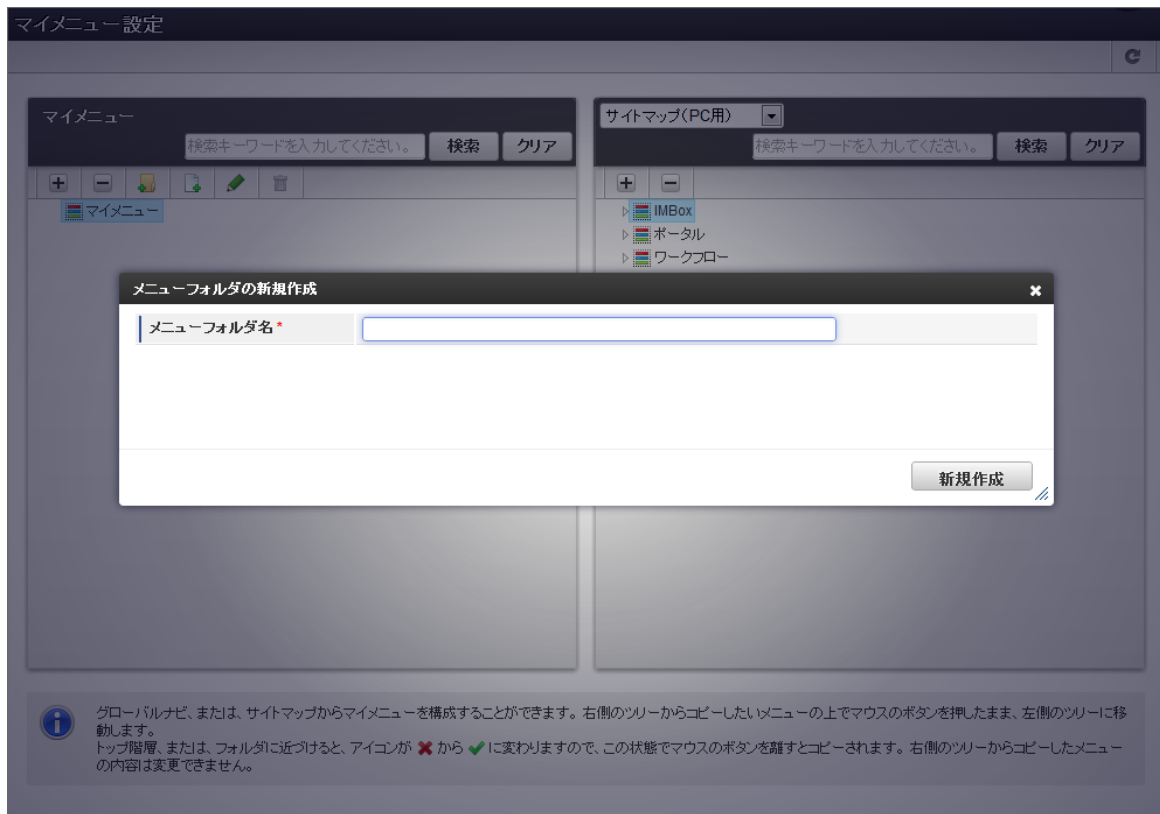 マイメニュー設定
マイメニュー
検索キーワードを入力してください。 検索 クリア
マイメニュー
サイトマップ(PC用)
検索キーワードを入力してください。 検索 クリア
IMBox
ポータル
ワークフロー
メニューフォルダの新規作成
メニューフォルダ名*
新規作成
グローバルナビ、または、サイトマップからマイメニューを構成することができます。右側のツリーからコピーしたいメニューの上でマウスのボタンを押したまま、左側のツリーに移
動します。
トップ階層、または、フォルダに近づけると、アイコンが ✖ から ✔ に変わりますので、この状態でマウスのボタンを離すとコピーされます。右側のツリーからコピーしたメニュー
の内容は変更できません。